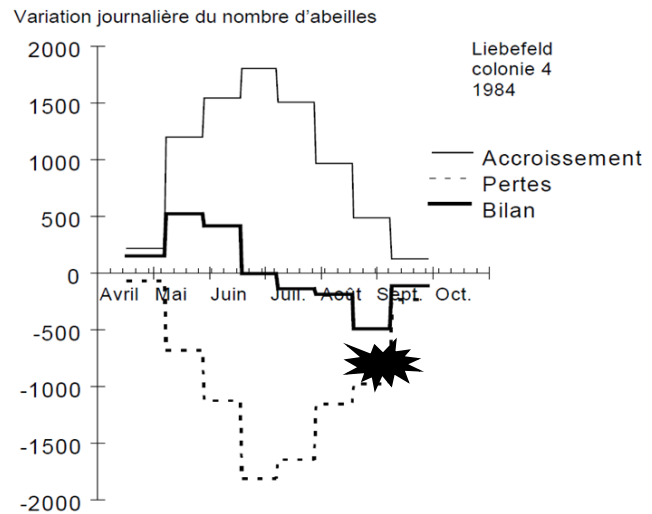 Variation journalière du nombre d'abeilles
Liebefeld
colonie 4
1984
2000
1500
1000
500
0
-500
-1000
-1500
-2000
Accroissement
Pertes
Bilan
Avril Mai Juin Juil. Août Sept. Oct.